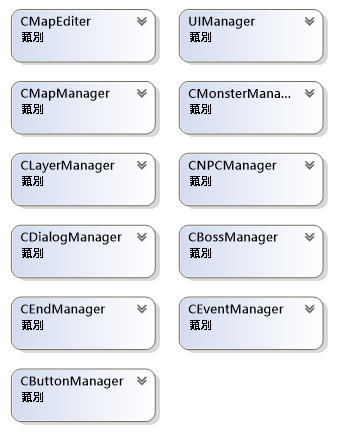 CMapEditer
類別
UIManager
類別
CMapManager
類別
CMonsterMana...
類別
CLayerManager
類別
CNPCManager
類別
CDialogManager
類別
CBossManager
類別
CEndManager
類別
CEventManager
類別
CButtonManager
類別